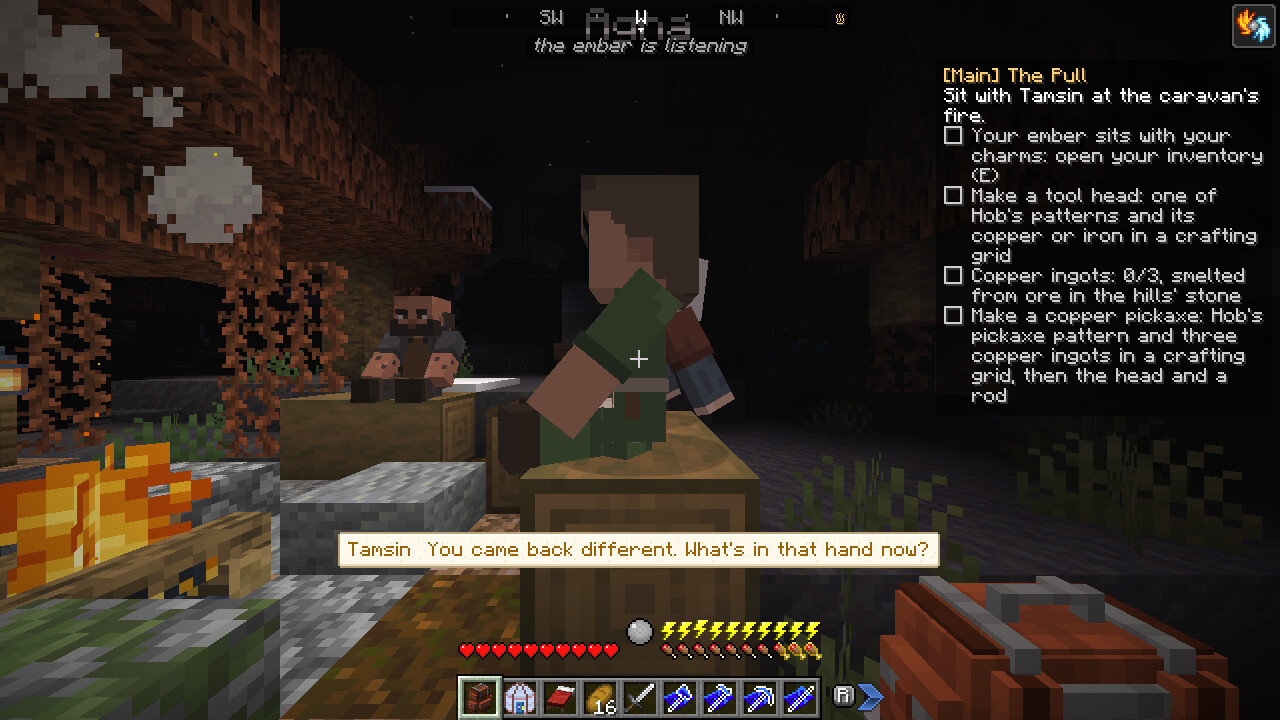 SW W NW
Agna
the ember is listening
[Main] The Pull
Sit with Tamsin at the caravan's
fire.
Your ember sits with your
charms: open your inventory
(E)
Make a tool head: one of
Hob's patterns and its
copper or iron in a crafting
grid
Copper ingots: 0/3, smelted
from ore in the hills' stone
Make a copper pickaxe: Hob's
pickaxe pattern and three
copper ingots in a crafting
grid, then the head and a
rod
Tamsin You came back different. What's in that hand now?
16
R